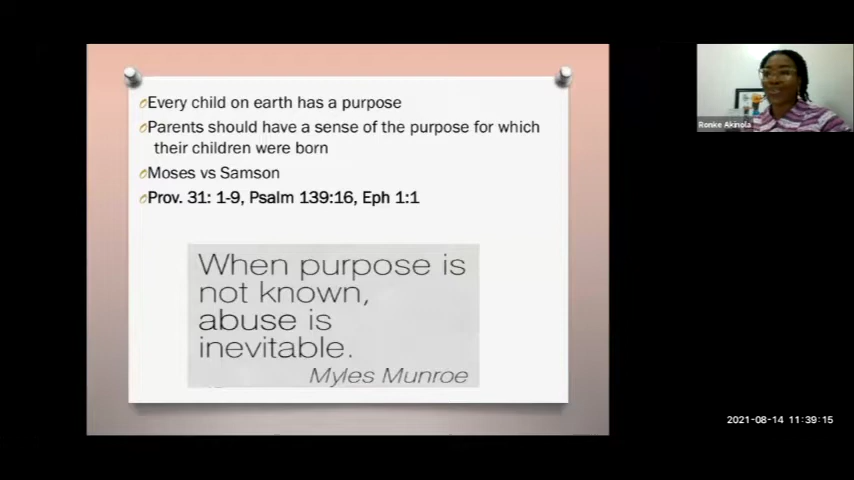 Every child on earth has a purpose
Parents should have a sense of the purpose for which
their children were born
Moses vs Samson
Prov. 31: 1-9, Psalm 139:16, Eph 1:1
When purpose is
not known,
abuse is
inevitable.
Myles Munroe
Ronke Akinola
2021-08-14 11:39:15